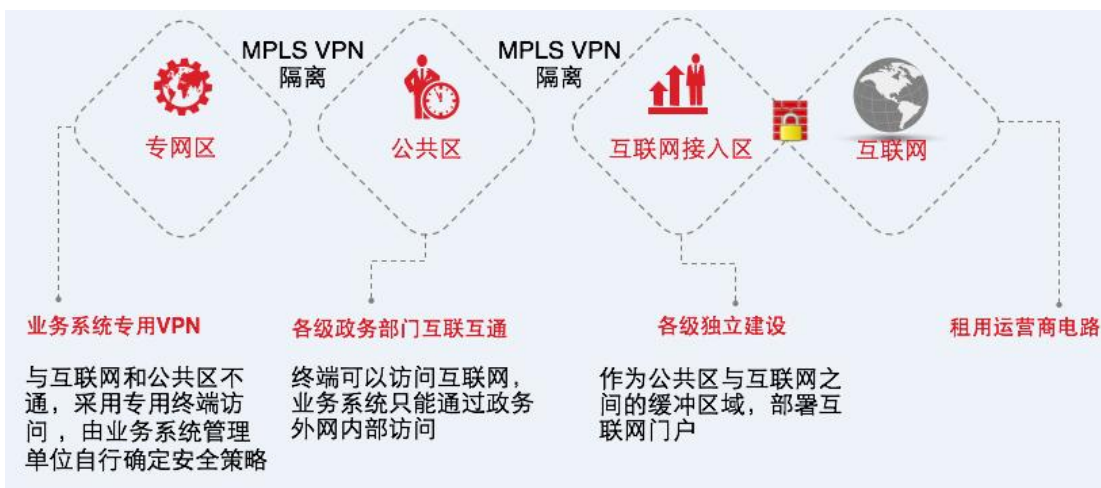 MPLS VPN
隔离
MPLS VPN
隔离
专网区
公共区
互联网接入区
互联网
业务系统专用VPN
与互联网和公共区不
通，采用专用终端访
问 ，由业务系统管理
单位自行确定安全策略
各级政务部门互联互通
终端可以访问互联网，
业务系统只能通过政务
外网内部访问
各级独立建设
作为公共区与互联网之
间的缓冲区域，部署互
联网门户
租用运营商电路